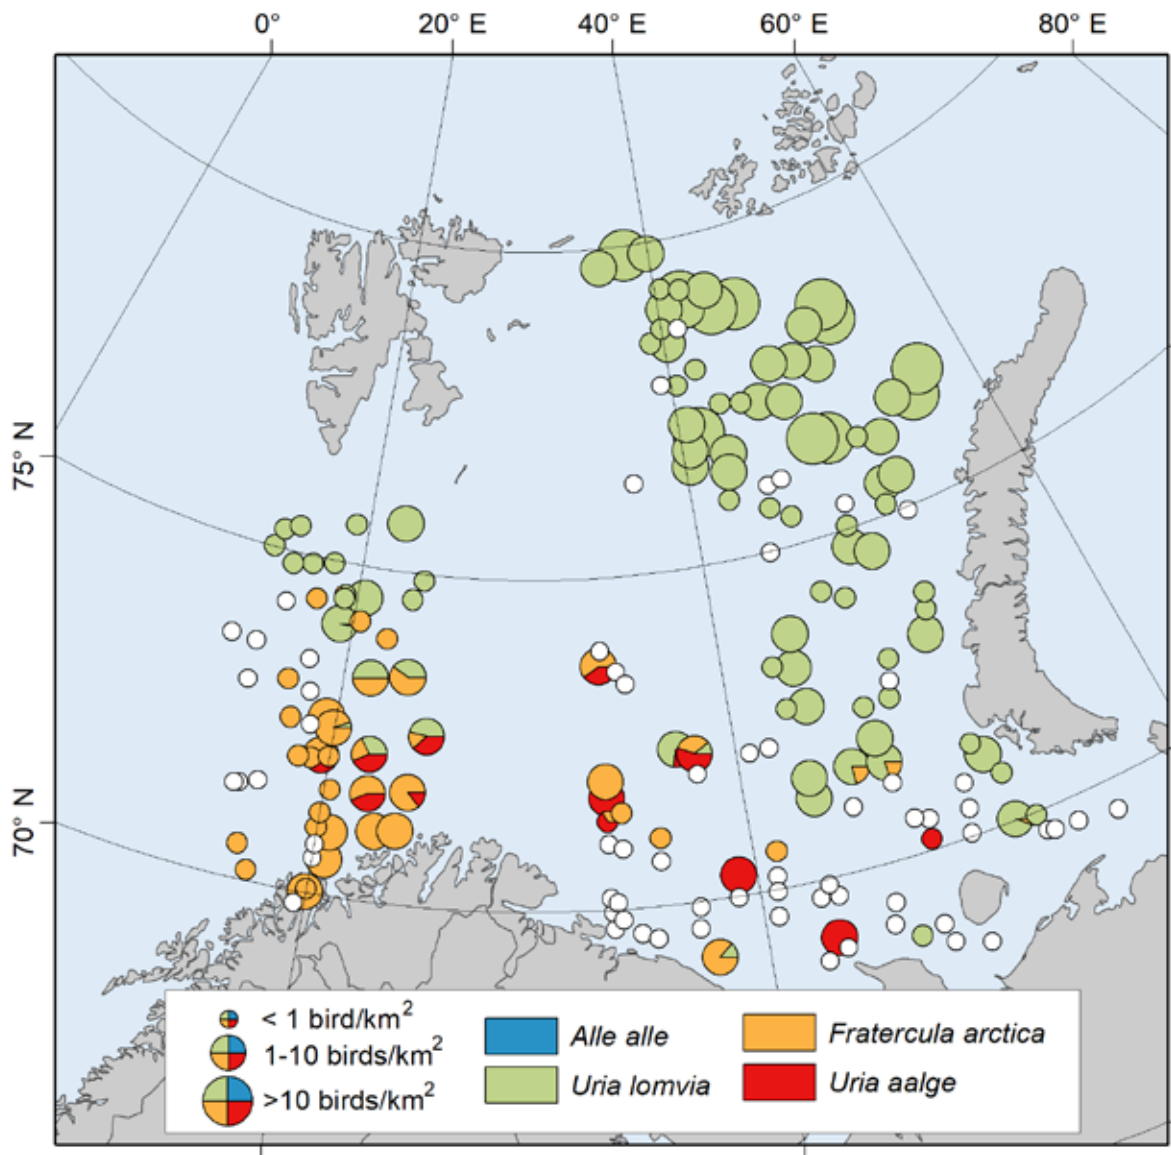 0° 20° E 40° E 60° E 80° E
75° N
70° N
< 1 bird/km²
1-10 birds/km²
>10 birds/km²
Alle alle
Uria lomvia
Fratercula arctica
Uria aalge